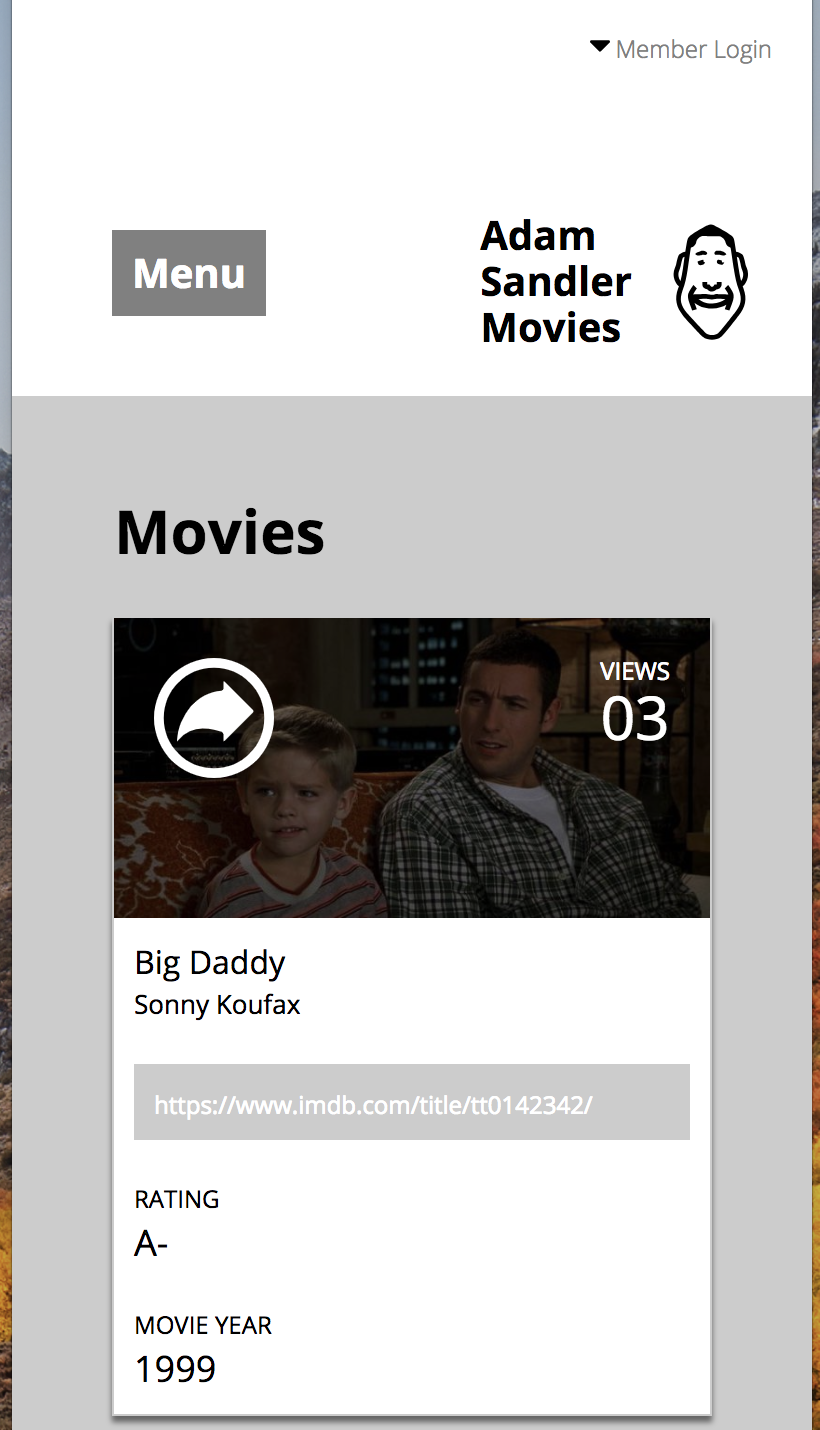 Member Login
Menu
Adam
Sandler
Movies
Movies
VIEWS
03
Big Daddy
Sonny Koufax
https://www.imdb.com/title/tt0142342/
RATING
A-
MOVIE YEAR
1999